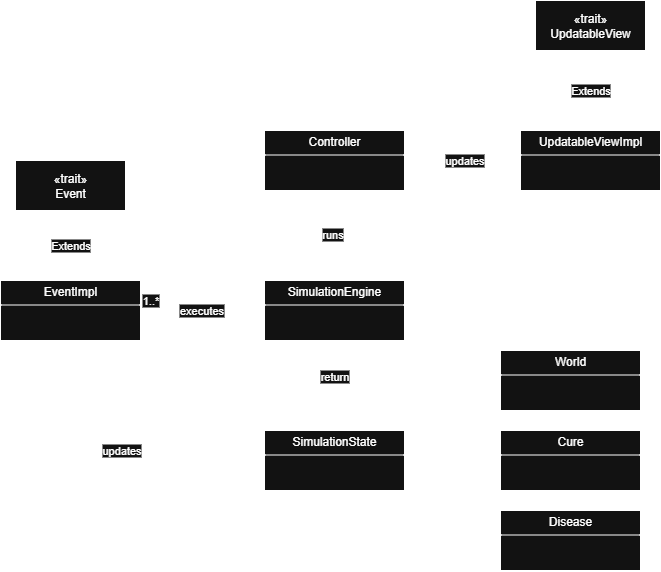 «trait»
UpdatableView
Extends
Controller
updates
UpdatableViewImpl
«trait»
Event
runs
Extends
EventImpl
1..*
executes
SimulationEngine
return
World
updates
SimulationState
Cure
Disease